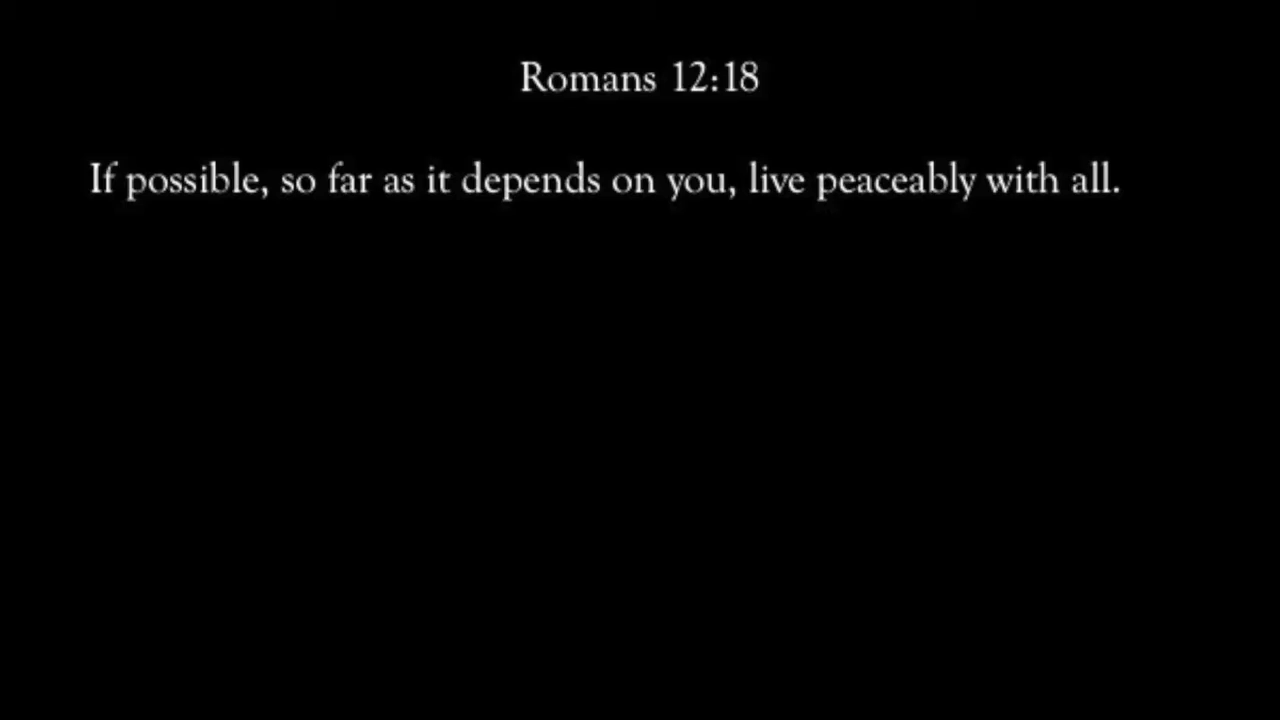 Romans 12:18
If possible, so far as it depends on you, live peaceably with all.